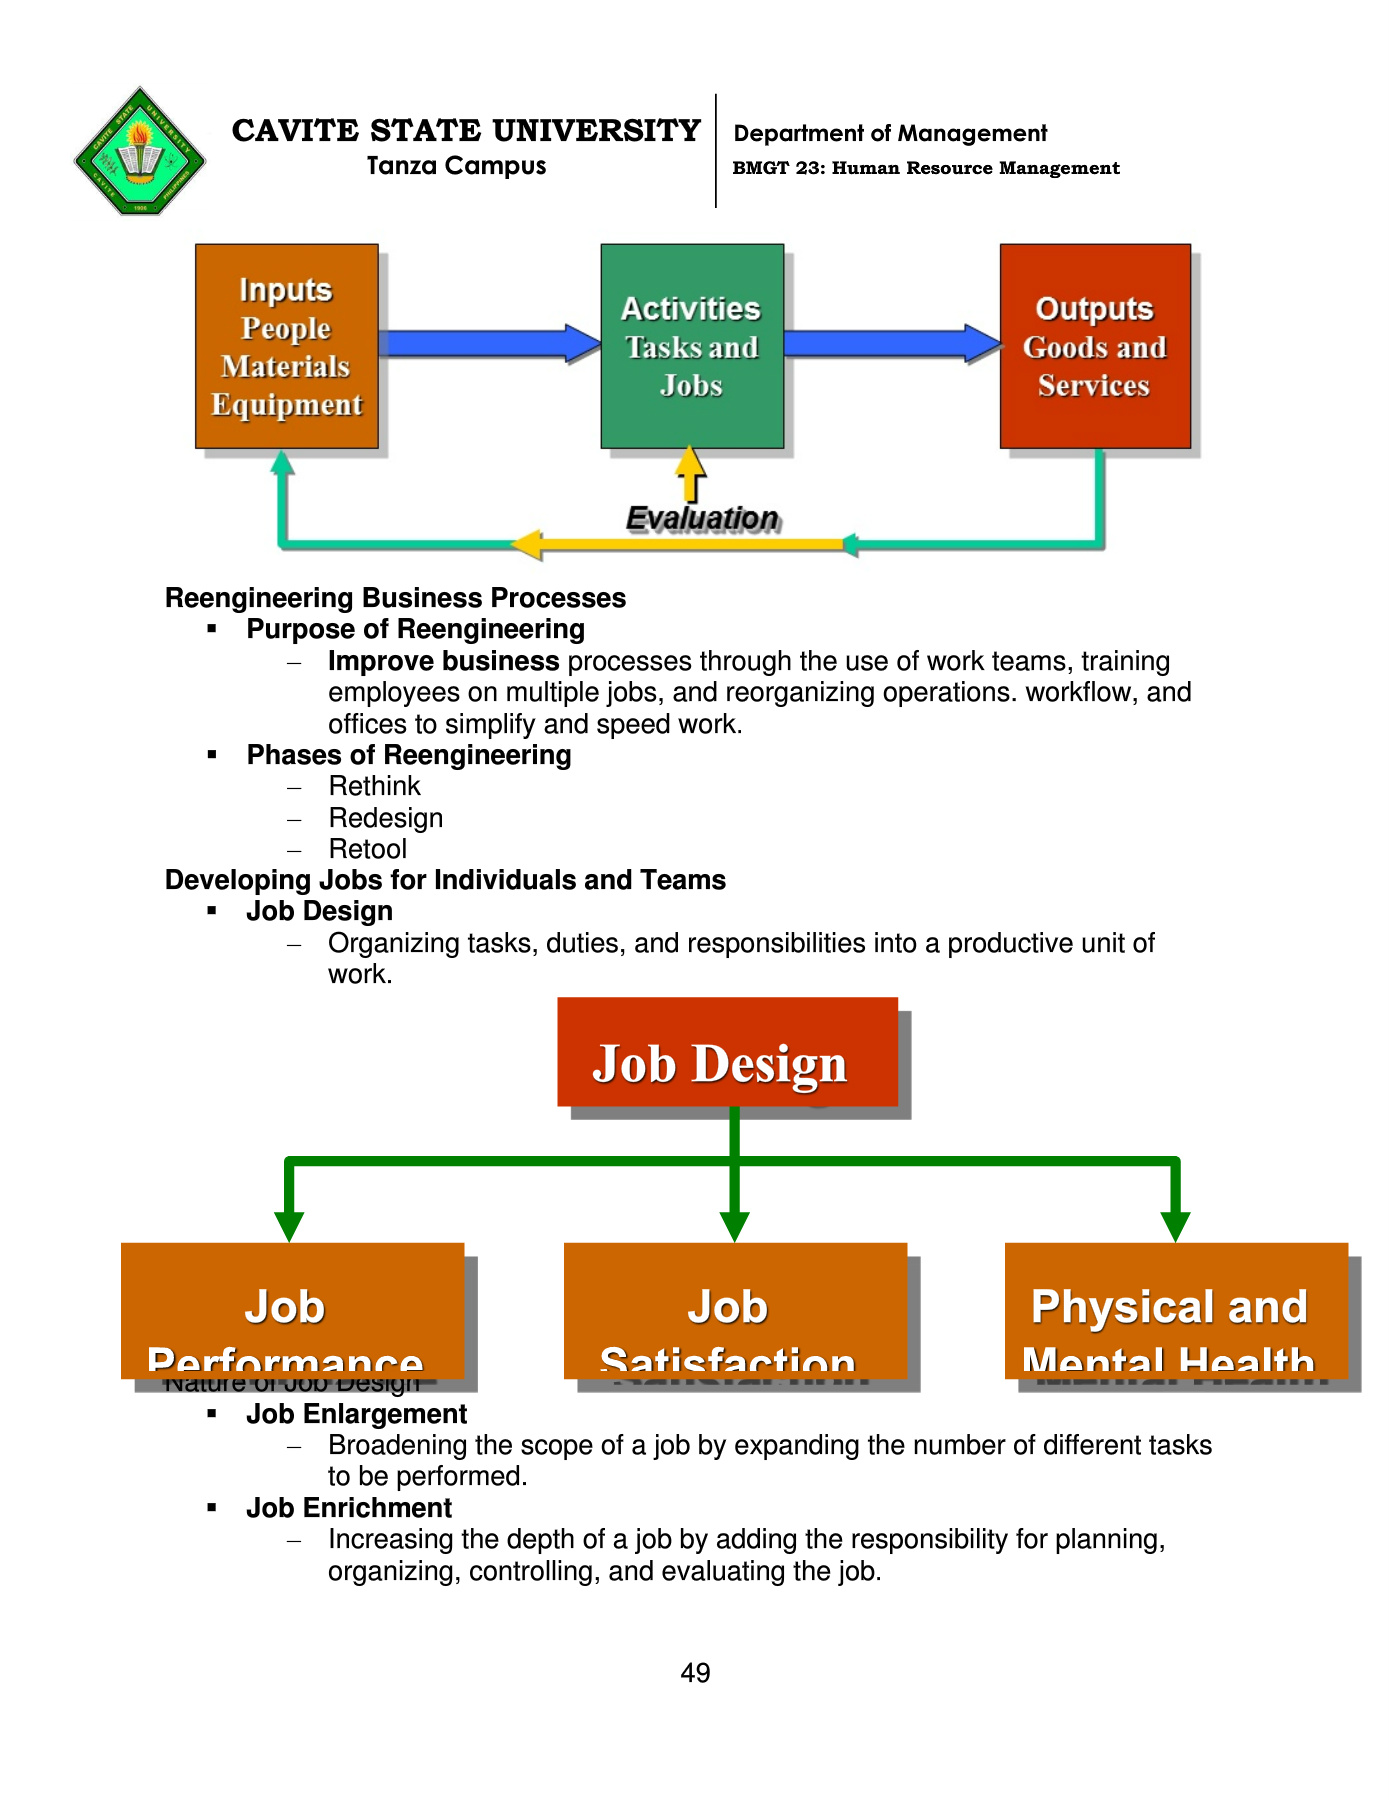 CAVITE STATE UNIVERSITY
Tanza Campus
Department of Management
BMGT 23: Human Resource Management
CAVITE STATE UNIVERSITY
CAVITE PHILIPPINES
1906
Inputs
People
Materials
Equipment
Activities
Tasks and
Jobs
Outputs
Goods and
Services
Evaluation
Reengineering Business Processes
▪ Purpose of Reengineering
– Improve business processes through the use of work teams, training
employees on multiple jobs, and reorganizing operations. workflow, and
offices to simplify and speed work.
▪ Phases of Reengineering
– Rethink
– Redesign
– Retool
Developing Jobs for Individuals and Teams
▪ Job Design
– Organizing tasks, duties, and responsibilities into a productive unit of
work.
Job Design
Job
Performance
Job
Satisfaction
Physical and
Mental Health
Nature of Job Design
▪ Job Enlargement
– Broadening the scope of a job by expanding the number of different tasks
to be performed.
▪ Job Enrichment
– Increasing the depth of a job by adding the responsibility for planning,
organizing, controlling, and evaluating the job.
49